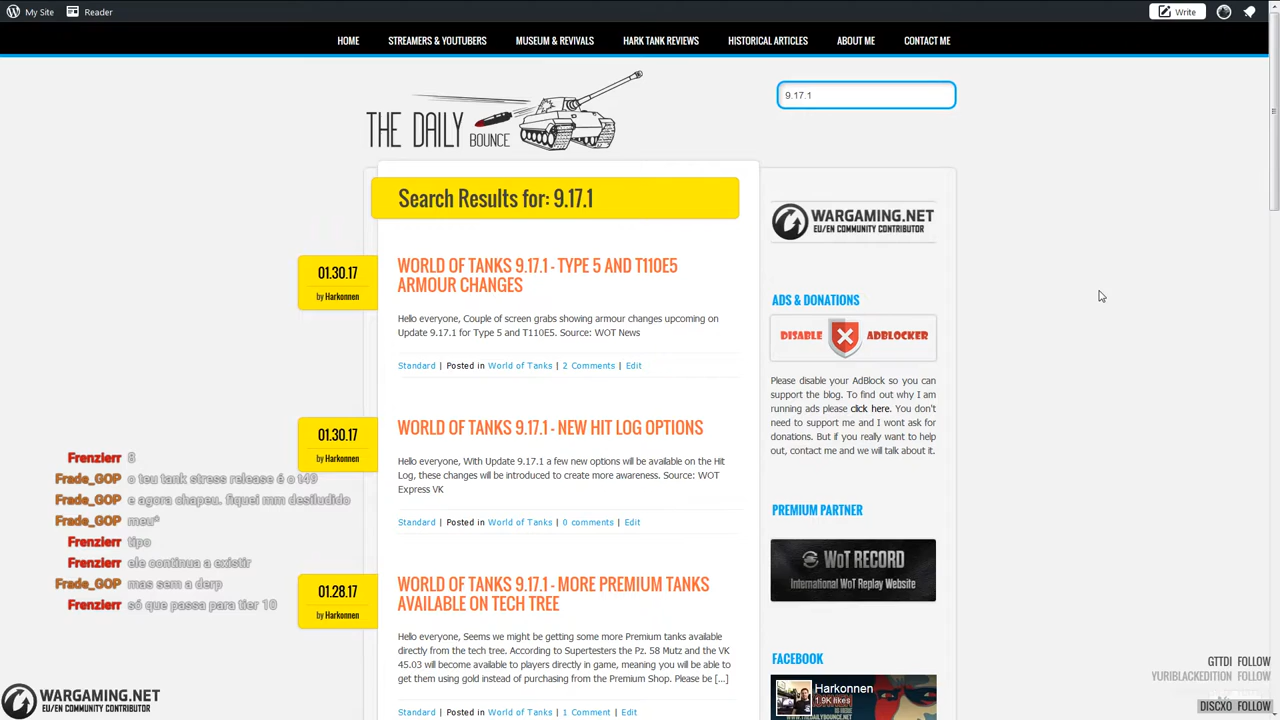 My Site
Reader
Write
HOME
STREAMERS & YOUTUBERS
MUSEUM & REVIVALS
HARK TANK REVIEWS
HISTORICAL ARTICLES
ABOUT ME
CONTACT ME
THE DAILY BOUNCE
9.17.1
Search Results for: 9.17.1
01.30.17
by Harkonnen
WORLD OF TANKS 9.17.1 - TYPE 5 AND T110E5
ARMOUR CHANGES
Hello everyone, Couple of screen grabs showing armour changes upcoming on
Update 9.17.1 for Type 5 and T110E5. Source: WOT News
Standard | Posted in World of Tanks | 2 Comments | Edit
01.30.17
by Harkonnen
WORLD OF TANKS 9.17.1 - NEW HIT LOG OPTIONS
Hello everyone, With Update 9.17.1 a few new options will be available on the Hit
Log, these changes will be introduced to create more awareness. Source: WOT
Express VK
Standard | Posted in World of Tanks | 0 comments | Edit
01.28.17
by Harkonnen
WORLD OF TANKS 9.17.1 - MORE PREMIUM TANKS
AVAILABLE ON TECH TREE
Hello everyone, Seems we might be getting some more Premium tanks available
directly from the tech tree. According to Supertesters the Pz. 58 Mutz and the VK
45.03 will become available to players directly in game, meaning you will be able to
get them using gold instead of purchasing from the Premium Shop. Please be [...]
Standard | Posted in World of Tanks | 1 Comment | Edit
WARGAMING.NET
EU/EN COMMUNITY CONTRIBUTOR
ADS & DONATIONS
DISABLE ADBLOCKER
Please disable your AdBlock so you can
support the blog. To find out why I am
running ads please click here. You don't
need to support me and I wont ask for
donations. But if you really want to help
out, contact me and we will talk about it.
PREMIUM PARTNER
WoT RECORD
International WoT Replay Website
FACEBOOK
Harkonnen
1.9K likes
Frenzierr 8
Frade_GOP o teu tank stress release é o t49
Frade_GOP e agora chapeu. fiquei mm desiludido
Frade_GOP meu*
Frenzierr tipo
Frenzierr ele continua a existir
Frade_GOP mas sem a derp
Frenzierr só que passa para tier 10
WARGAMING.NET
EU/EN COMMUNITY CONTRIBUTOR
GTTDI FOLLOW
YURIBLACKEDITION FOLLOW
DISCXO FOLLOW